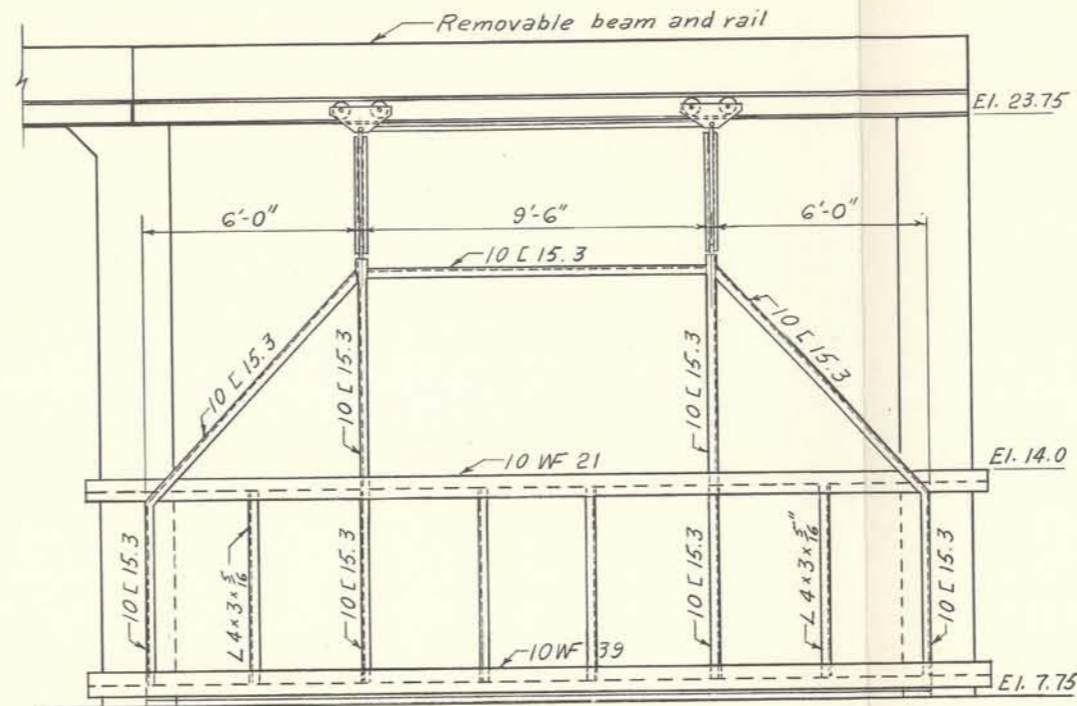 Removable beam and rail
El. 23.75
6'-0" 9'-6" 6'-0"
10 [ 15.3
10 [ 15.3
10 [ 15.3
10 [ 15.3
10 [ 15.3
10 WF 21
El. 14.0
10 [ 15.3
L 4 × 3 × 5/16
10 [ 15.3
10 [ 15.3
L 4 × 3 × 5/16"
10 [ 15.3
10 WF 39
El. 7.75